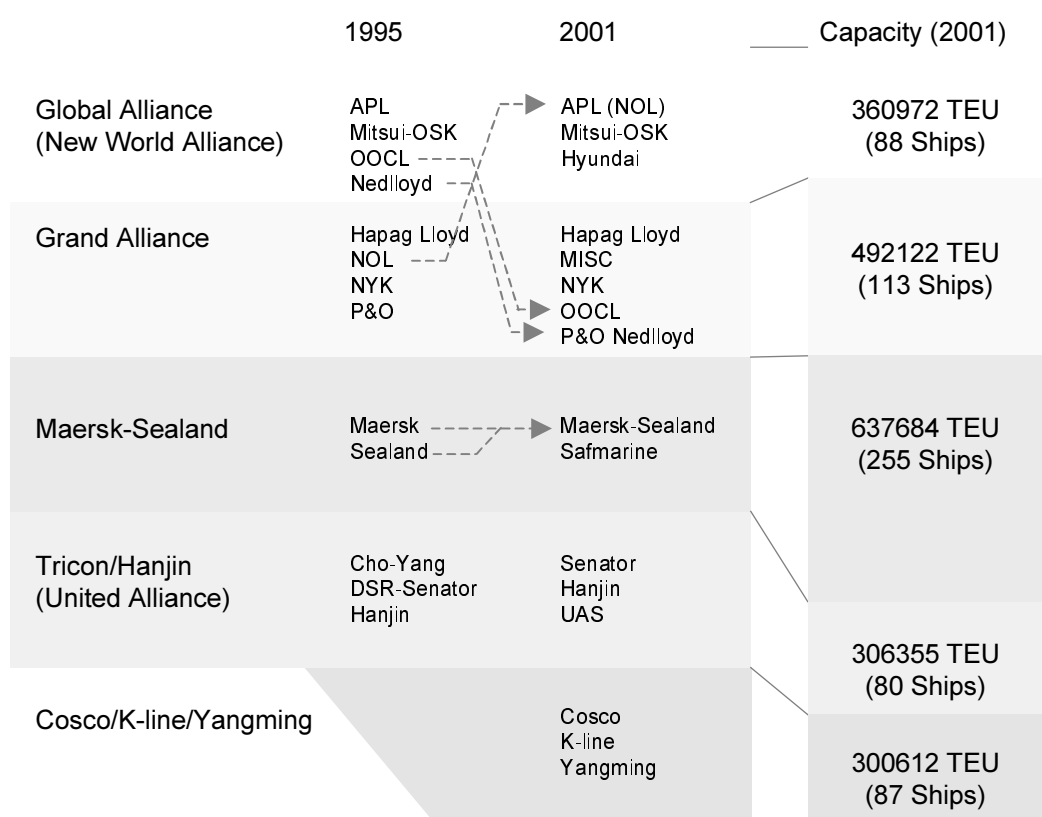 1995 2001 Capacity (2001)
Global Alliance
(New World Alliance)
APL
Mitsui-OSK
OOCL
Nedlloyd
APL (NOL)
Mitsui-OSK
Hyundai
360972 TEU
(88 Ships)
Grand Alliance
Hapag Lloyd
NOL
NYK
P&O
Hapag Lloyd
MISC
NYK
OOCL
P&O Nedlloyd
492122 TEU
(113 Ships)
Maersk-Sealand
Maersk
Sealand
Maersk-Sealand
Safmarine
637684 TEU
(255 Ships)
Tricon/Hanjin
(United Alliance)
Cho-Yang
DSR-Senator
Hanjin
Senator
Hanjin
UAS
306355 TEU
(80 Ships)
Cosco/K-line/Yangming
Cosco
K-line
Yangming
300612 TEU
(87 Ships)